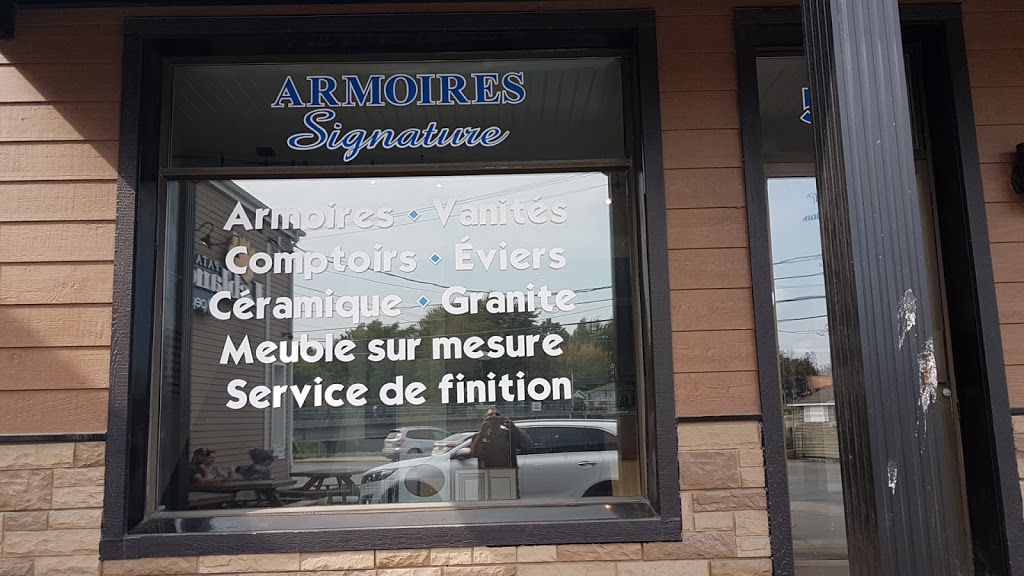 ARMOIRES
Signature
Armoires • Vanités
Comptoirs • Éviers
Céramique • Granite
Meuble sur mesure
Service de finition